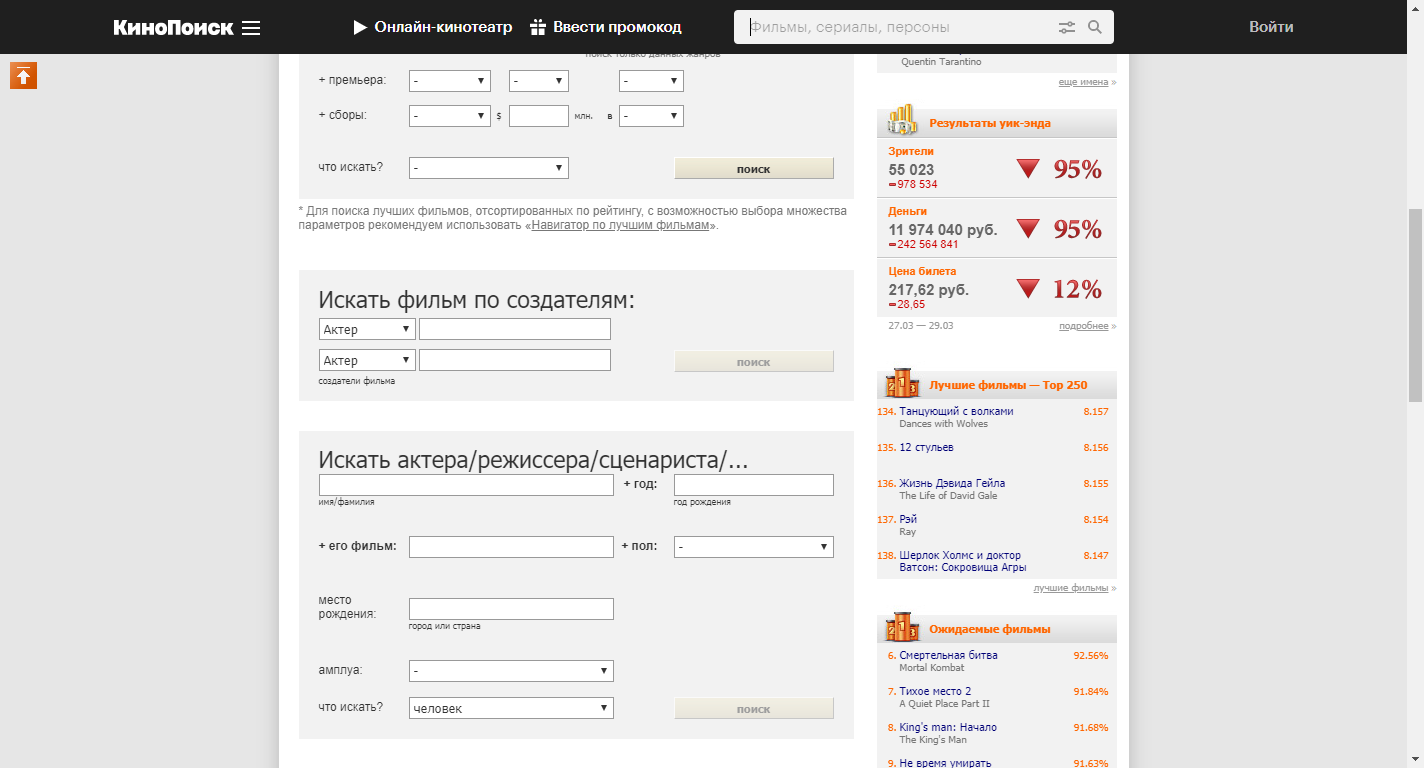 КиноПоиск
Онлайн-кинотеатр
Ввести промокод
Фильмы, сериалы, персоны
Войти
поиск только данных жанров
+ премьера: - - -
+ сборы: - $ млн. в -
что искать? - поиск
* Для поиска лучших фильмов, отсортированных по рейтингу, с возможностью выбора множества
параметров рекомендуем использовать «Навигатор по лучшим фильмам».
Искать фильм по создателям:
Актер
Актер поиск
создатели фильма
Искать актера/режиссера/сценариста/...
+ год:
имя/фамилия год рождения
+ его фильм: + пол: -
место
рождения:
город или страна
амплуа: -
что искать? человек поиск
Quentin Tarantino
еще имена »
Результаты уик-энда
Зрители
55 023 95%
978 534
Деньги
11 974 040 руб. 95%
242 564 841
Цена билета
217,62 руб. 12%
28,65
27.03 — 29.03 подробнее »
Лучшие фильмы — Top 250
134. Танцующий с волками 8.157
Dances with Wolves
135. 12 стульев 8.156
136. Жизнь Дэвида Гейла 8.155
The Life of David Gale
137. Рэй 8.154
Ray
138. Шерлок Холмс и доктор 8.147
Ватсон: Сокровища Агры
лучшие фильмы »
Ожидаемые фильмы
6. Смертельная битва 92.56%
Mortal Kombat
7. Тихое место 2 91.84%
A Quiet Place Part II
8. King's man: Начало 91.68%
The King's Man
9. Не время умирать 91.63%